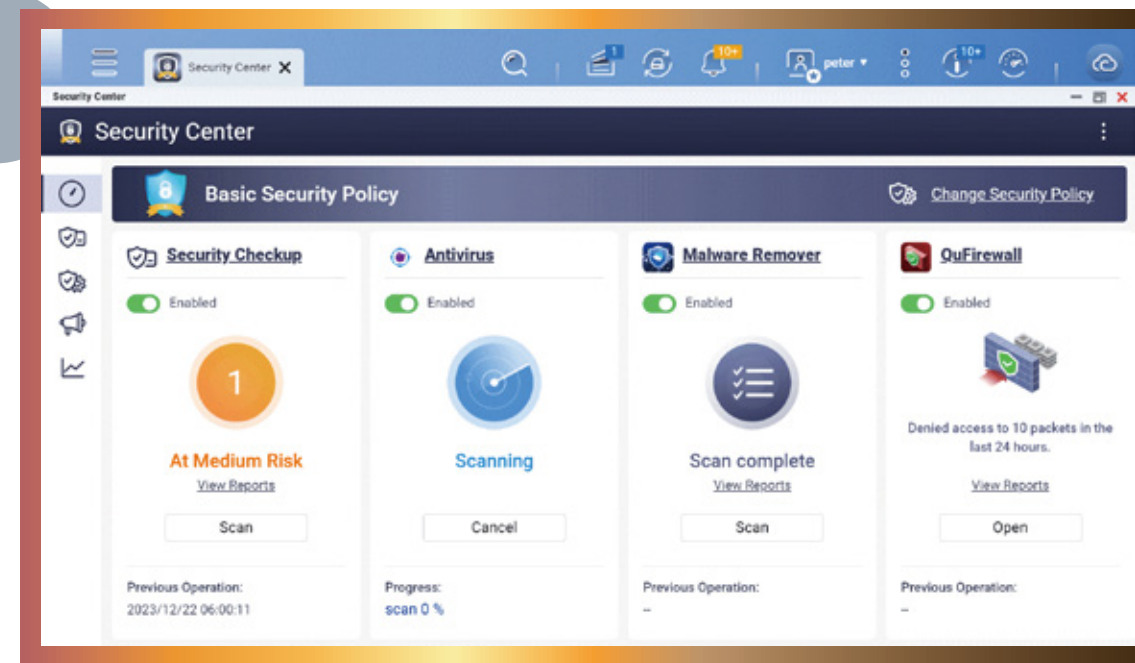 Security Center
1
10+
peter
10+
Security Center
Security Center
8
Basic Security Policy
Change Security Policy
Security Checkup
Enabled
1
At Medium Risk
View Reports
Scan
Previous Operation:
2023/12/22 06:00:11
Antivirus
Enabled
Scanning
Cancel
Progress:
scan 0 %
Malware Remover
Enabled
Scan complete
View Reports
Scan
Previous Operation:
--
QuFirewall
Enabled
Denied access to 10 packets in the
last 24 hours.
View Reports
Open
Previous Operation:
--